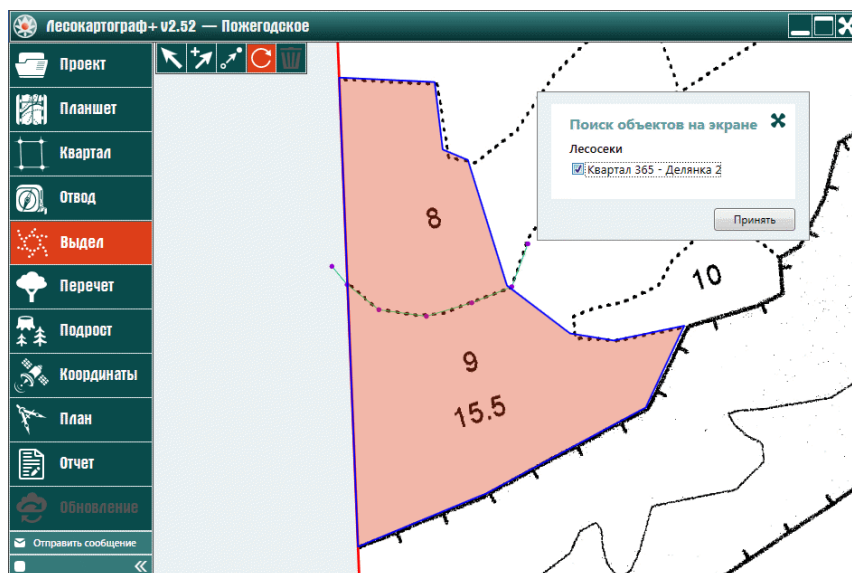 Лесокартограф+ v2.52 — Пожегодское
Проект
Планшет
Квартал
Отвод
Выдел
Перечет
Подрост
Координаты
План
Отчет
Обновление
Отправить сообщение
Поиск объектов на экране
Лесосеки
Квартал 365 - Делянка 2
Принять
8
10
9
15.5